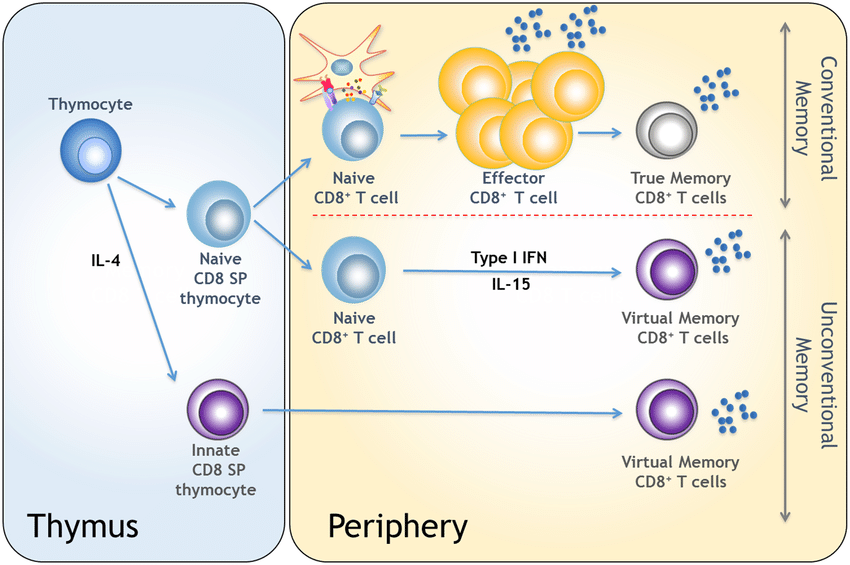 Thymocyte
IL-4
Naive
CD8 SP
thymocyte
Innate
CD8 SP
thymocyte
Thymus
Naive
CD8⁺ T cell
Effector
CD8⁺ T cell
True Memory
CD8⁺ T cells
Conventional
Memory
Naive
CD8⁺ T cell
Type I IFN
IL-15
Virtual Memory
CD8⁺ T cells
Virtual Memory
CD8⁺ T cells
Unconventional
Memory
Periphery